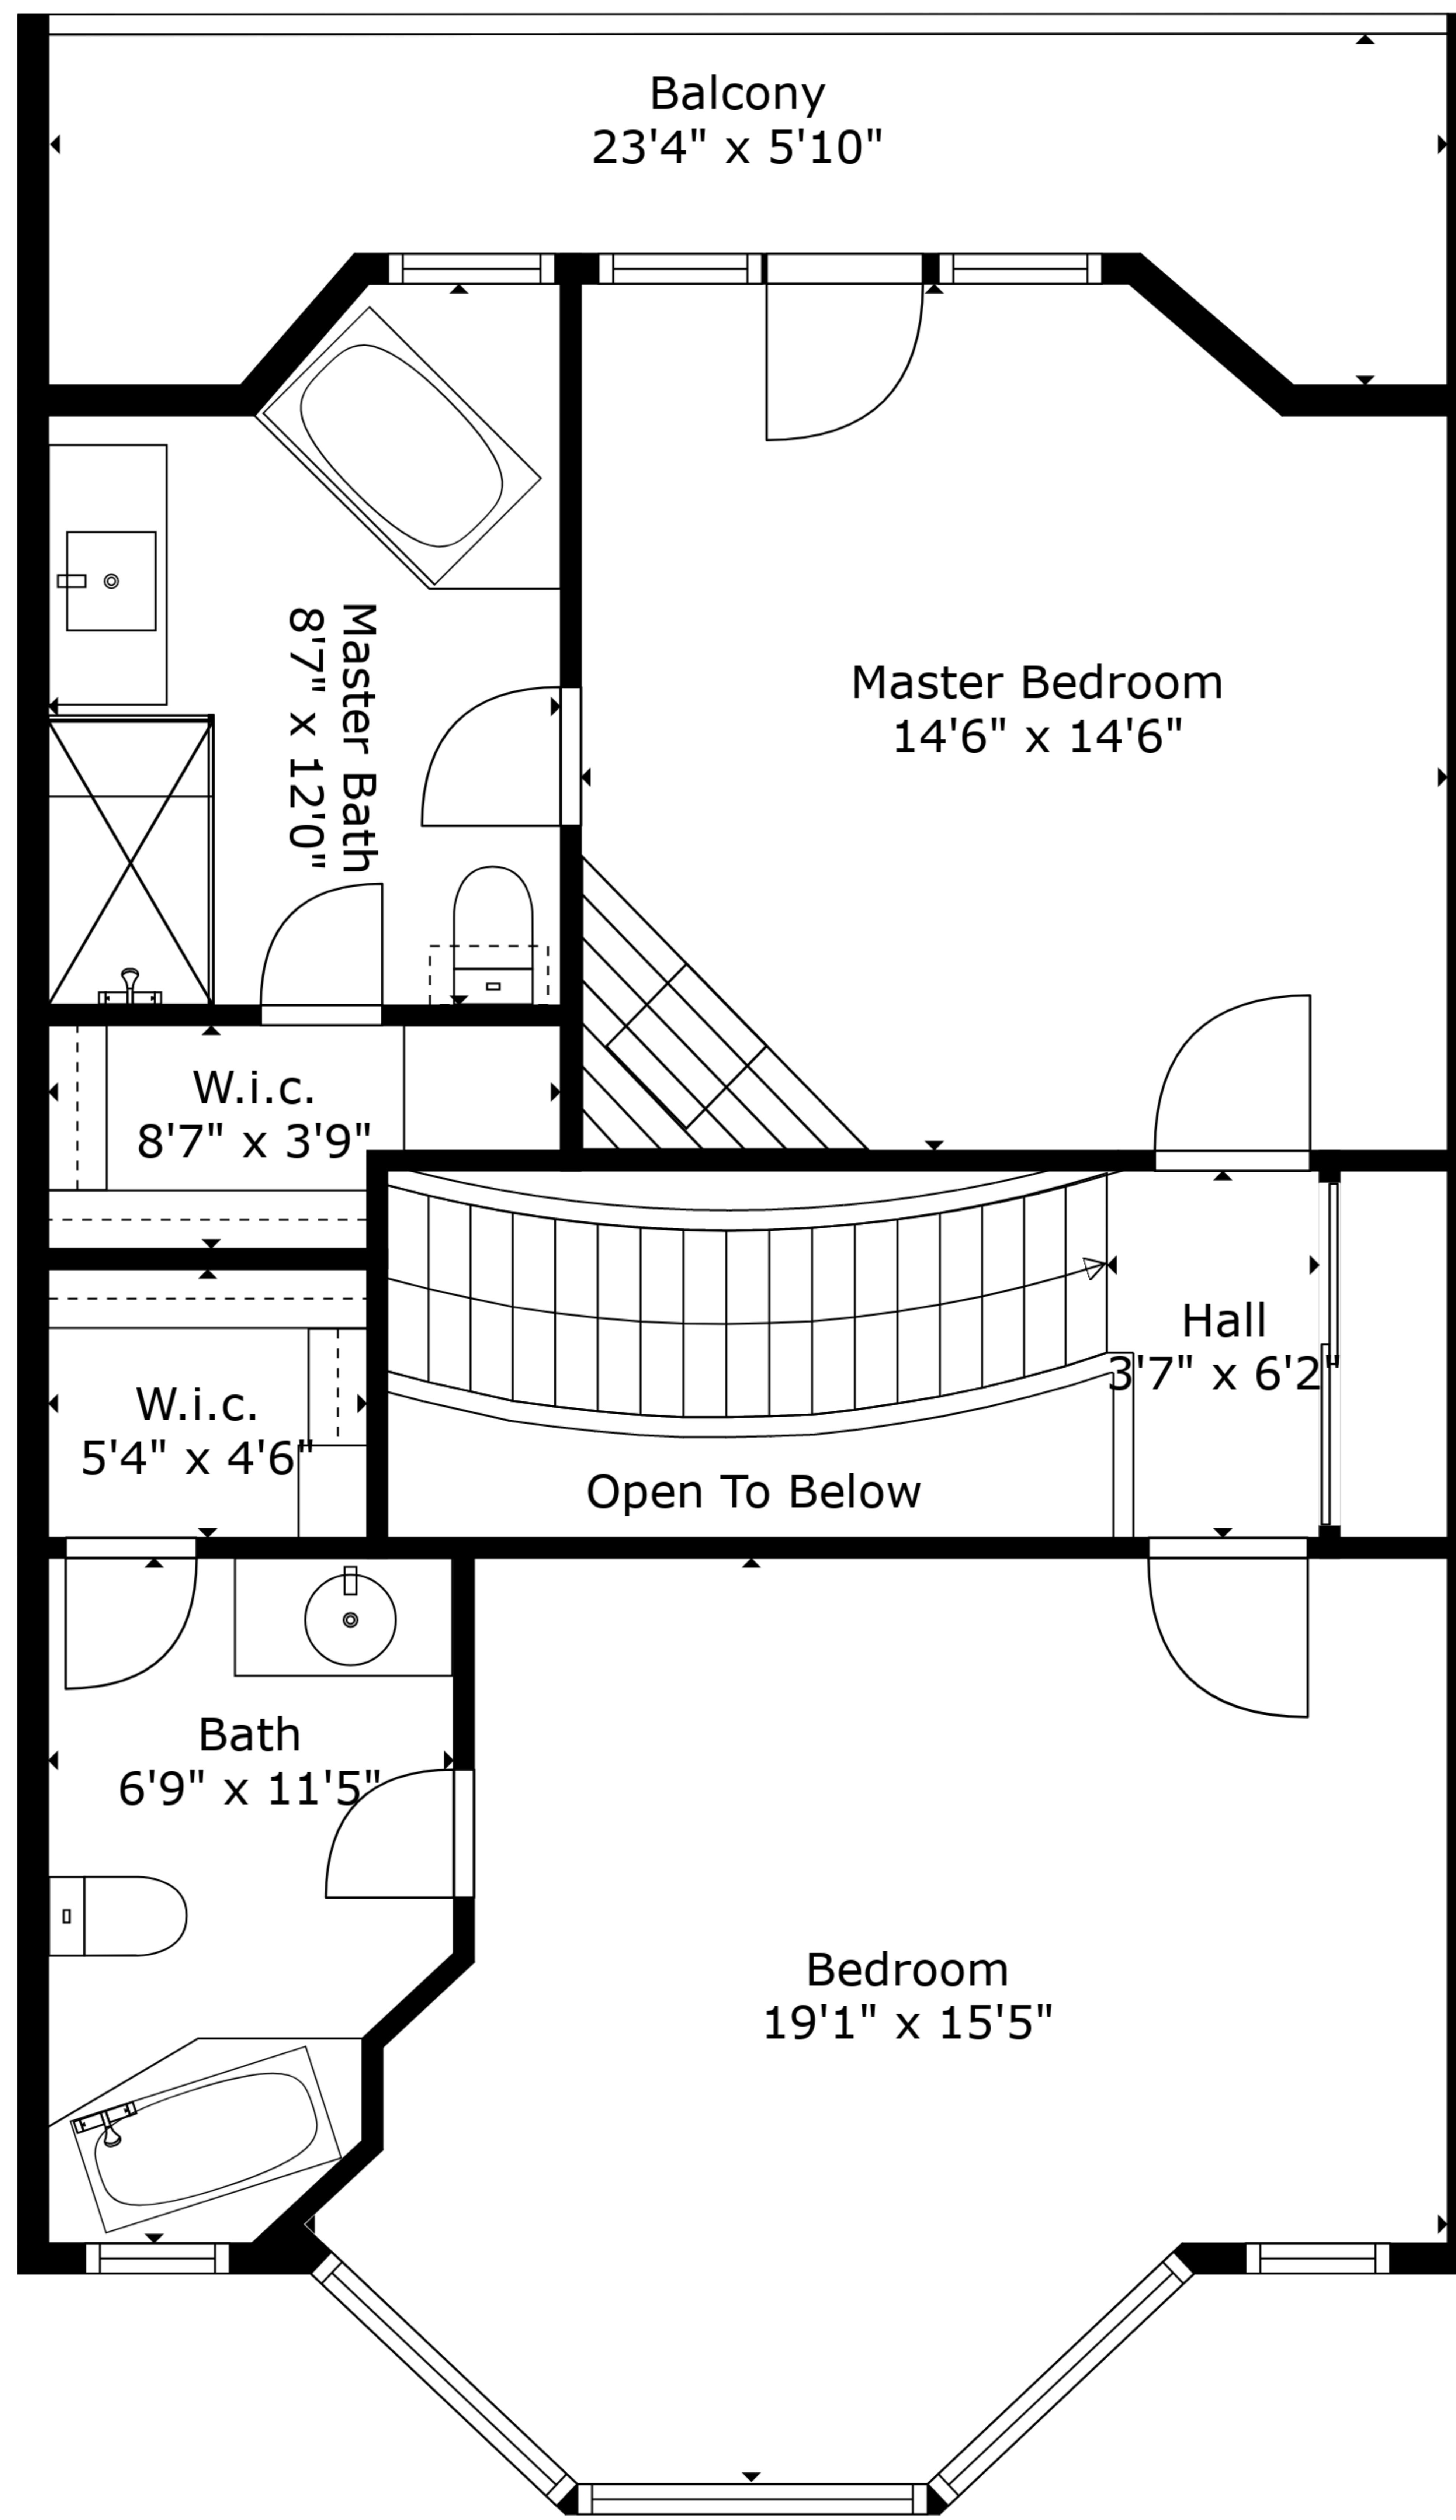 Balcony
23'4" x 5'10"
Master Bath
8'7" x 12'0"
Master Bedroom
14'6" x 14'6"
W.i.c.
8'7" x 3'9"
Hall
3'7" x 6'2"
W.i.c.
5'4" x 4'6"
Open To Below
Bath
6'9" x 11'5"
Bedroom
19'1" x 15'5"